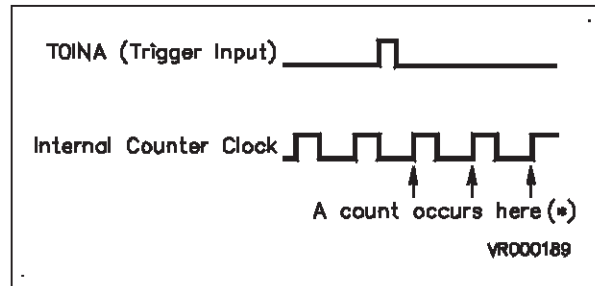 TOINA (Trigger Input)
Internal Counter Clock
A count occurs here (*)
VR000189